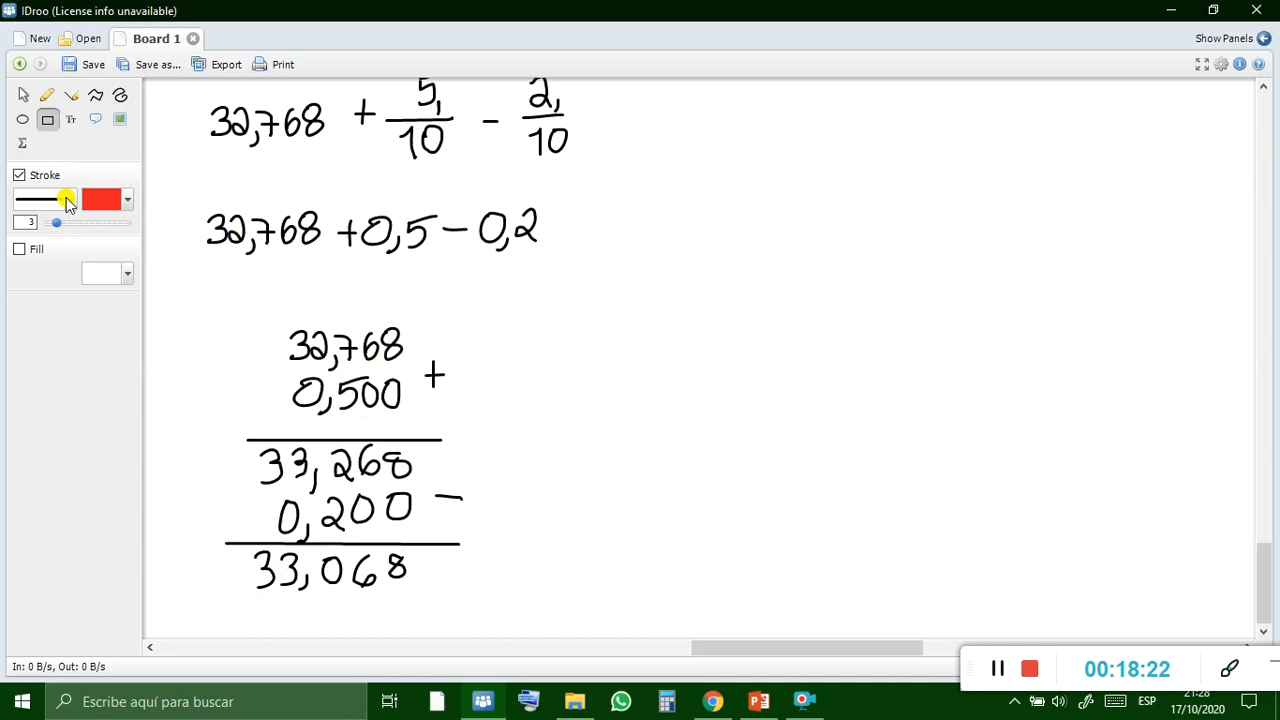 IDroo (License info unavailable)
New Open Board 1 Show Panels
Save Save as... Export Print
32,768 + 5,/10 - 2,/10
Stroke
3
Fill
32,768 + 0,5 - 0,2
32,768
0,500 +
33,268
0,200 -
33,068
In: 0 B/s, Out: 0 B/s
00:18:22
Escribe aquí para buscar
ESP
21:28
17/10/2020